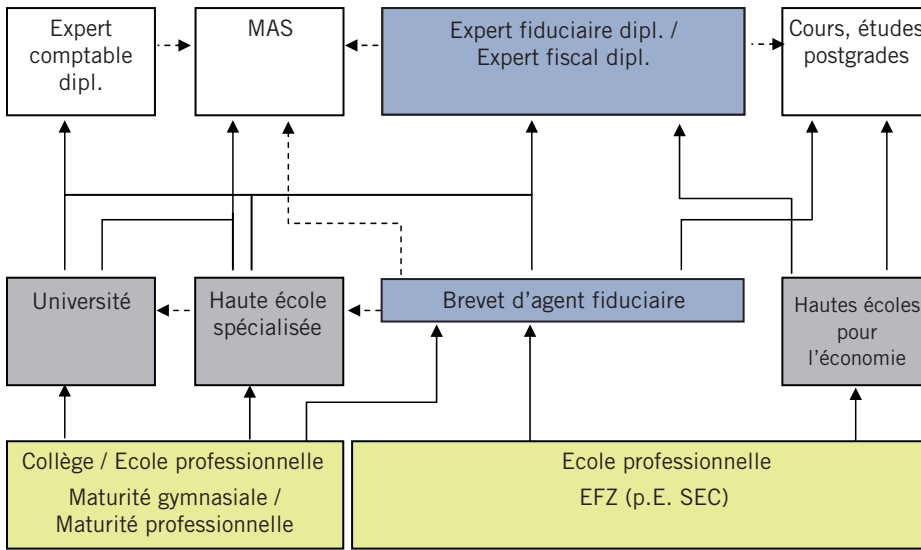 Expert
comptable
dipl.
MAS
Expert fiduciaire dipl. /
Expert fiscal dipl.
Cours, études
postgrades
Université
Haute école
spécialisée
Brevet d'agent fiduciaire
Hautes écoles
pour
l'économie
Collège / Ecole professionnelle
Maturité gymnasiale /
Maturité professionnelle
Ecole professionnelle
EFZ (p.E. SEC)